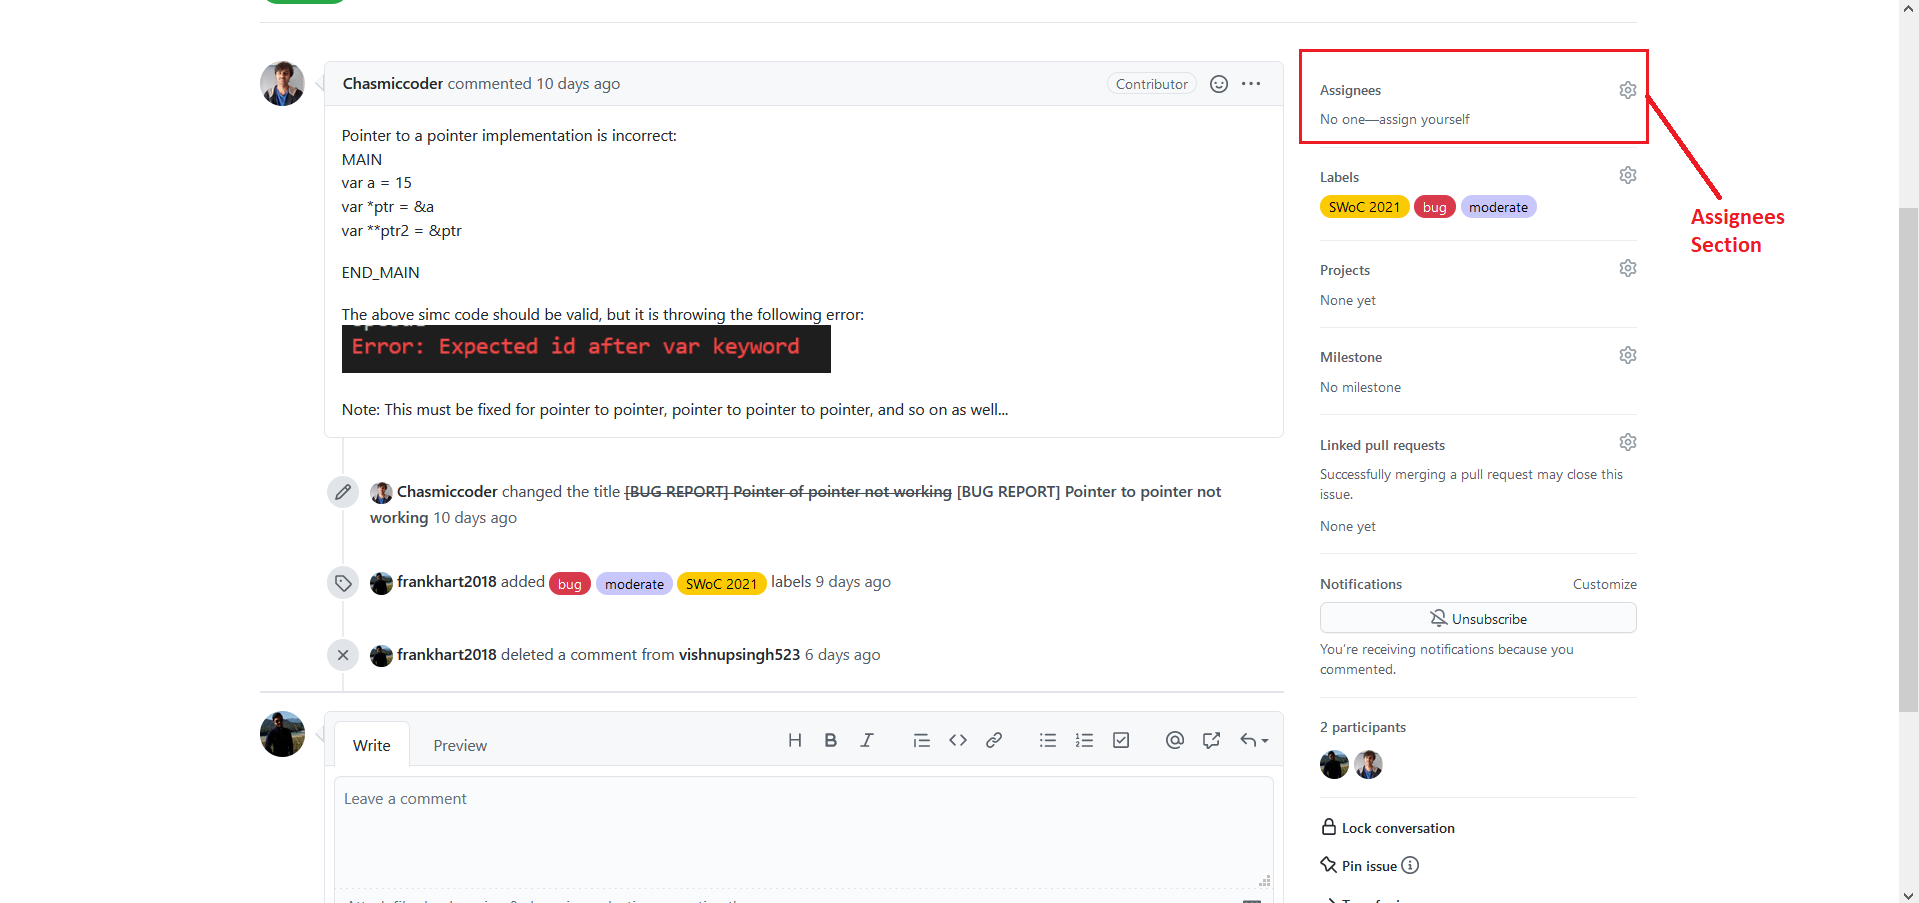 Chasmiccoder commented 10 days ago
Contributor
Pointer to a pointer implementation is incorrect:
MAIN
var a = 15
var *ptr = &a
var **ptr2 = &ptr
END_MAIN
The above simc code should be valid, but it is throwing the following error:
Error: Expected id after var keyword
Note: This must be fixed for pointer to pointer, pointer to pointer to pointer, and so on as well...
Chasmiccoder changed the title [BUG REPORT] Pointer of pointer not working [BUG REPORT] Pointer to pointer not
working 10 days ago
frankhart2018 added bug moderate SWoC 2021 labels 9 days ago
frankhart2018 deleted a comment from vishnupsingh523 6 days ago
Write
Preview
Leave a comment
Assignees
No one—assign yourself
Labels
SWoC 2021 bug moderate
Projects
None yet
Milestone
No milestone
Linked pull requests
Successfully merging a pull request may close this
issue.
None yet
Notifications
Customize
Unsubscribe
You're receiving notifications because you
commented.
2 participants
Lock conversation
Pin issue
Assignees
Section